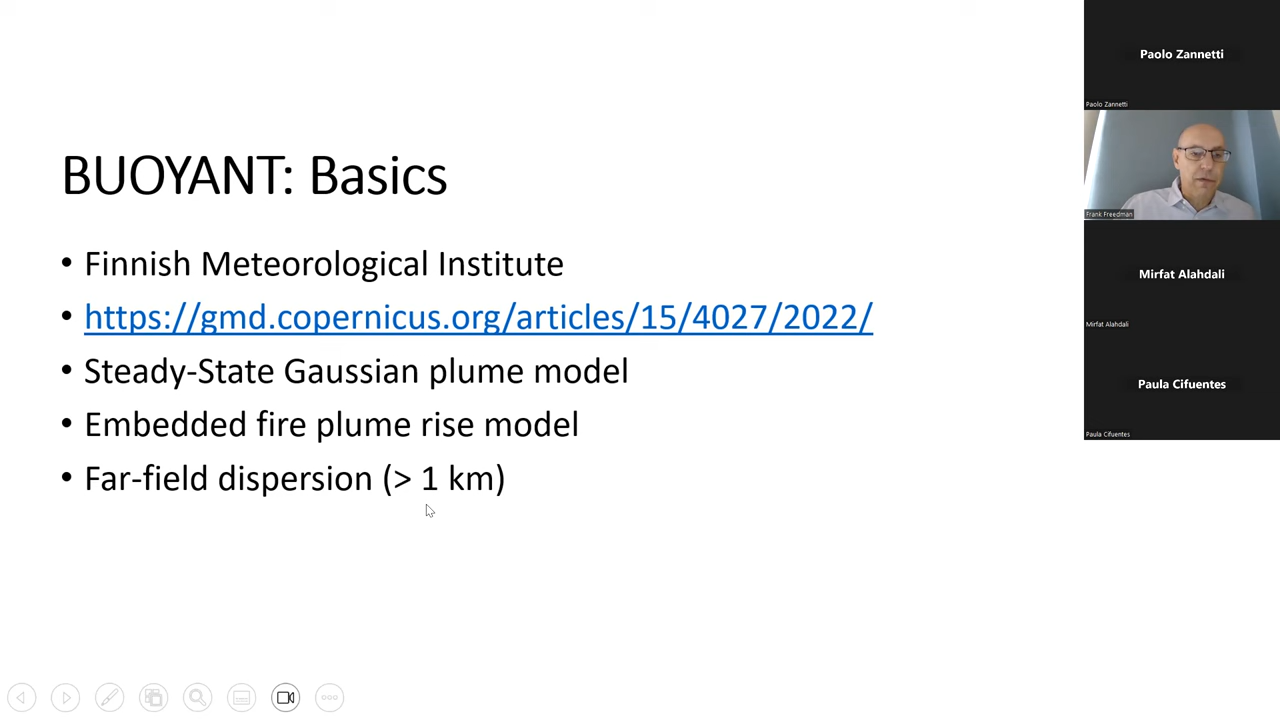 BUOYANT: Basics
• Finnish Meteorological Institute
• https://gmd.copernicus.org/articles/15/4027/2022/
• Steady-State Gaussian plume model
• Embedded fire plume rise model
• Far-field dispersion (> 1 km)
Paolo Zannetti
Paolo Zannetti
Frank Freedman
Mirfat Alahdali
Mirfat Alahdali
Paula Cifuentes
Paula Cifuentes